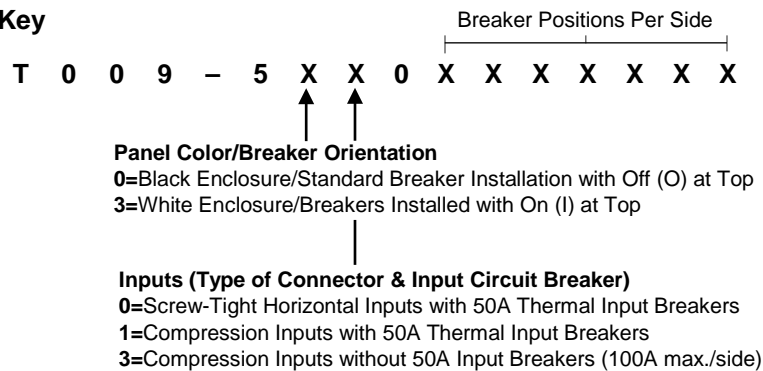 Key
Breaker Positions Per Side
T 0 0 9 – 5 X X 0 X X X X X X X
Panel Color/Breaker Orientation
0=Black Enclosure/Standard Breaker Installation with Off (O) at Top
3=White Enclosure/Breakers Installed with On (I) at Top
Inputs (Type of Connector & Input Circuit Breaker)
0=Screw-Tight Horizontal Inputs with 50A Thermal Input Breakers
1=Compression Inputs with 50A Thermal Input Breakers
3=Compression Inputs without 50A Input Breakers (100A max./side)